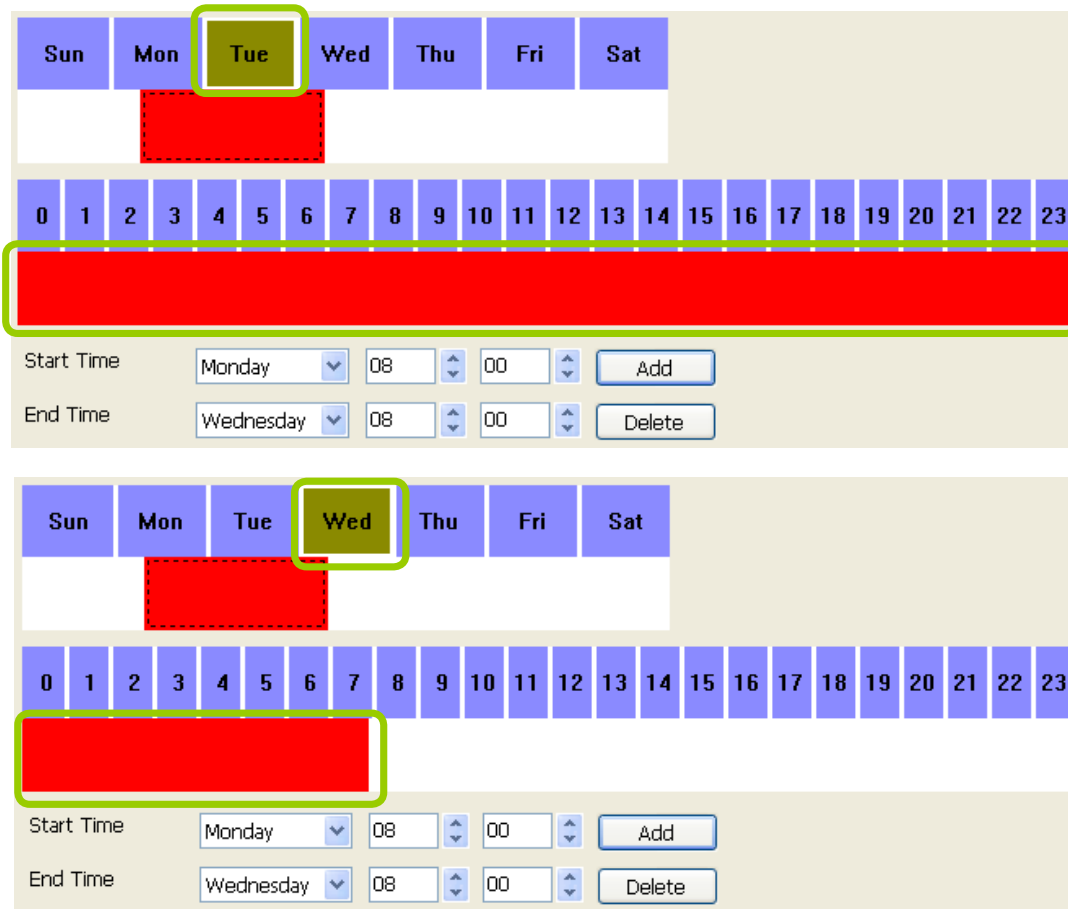 Sun Mon Tue Wed Thu Fri Sat
0 1 2 3 4 5 6 7 8 9 10 11 12 13 14 15 16 17 18 19 20 21 22 23
Start Time Monday 08 00 Add
End Time Wednesday 08 00 Delete
Sun Mon Tue Wed Thu Fri Sat
0 1 2 3 4 5 6 7 8 9 10 11 12 13 14 15 16 17 18 19 20 21 22 23
Start Time Monday 08 00 Add
End Time Wednesday 08 00 Delete